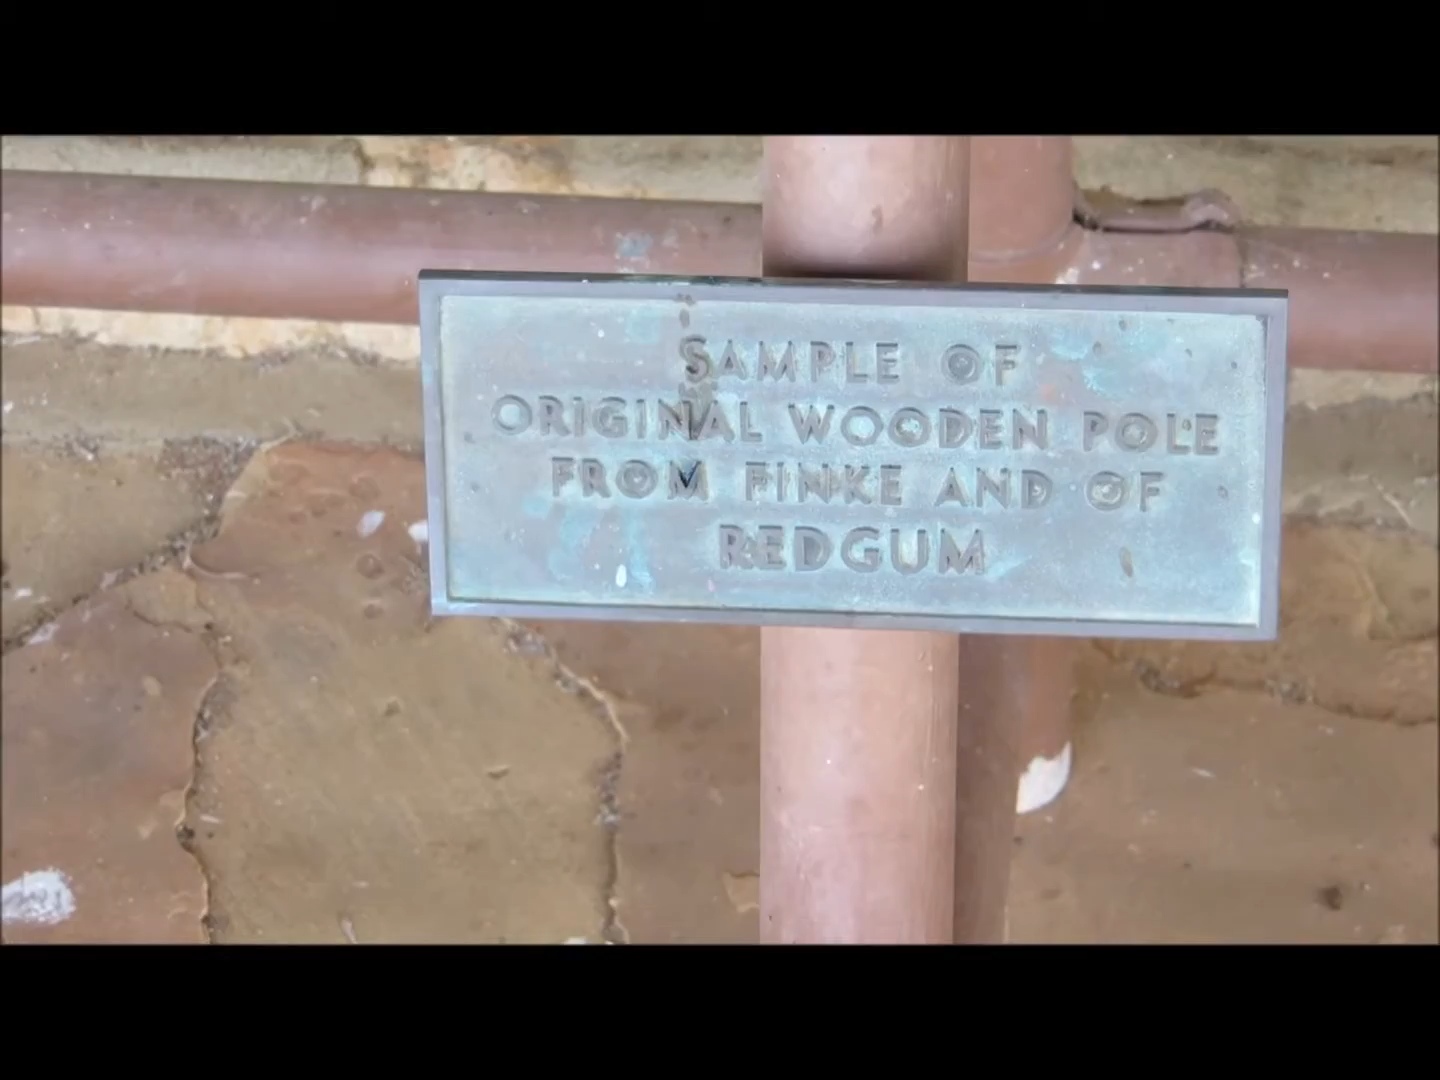 SAMPLE OF
ORIGINAL WOODEN POLE
FROM FINKE AND OF
REDGUM